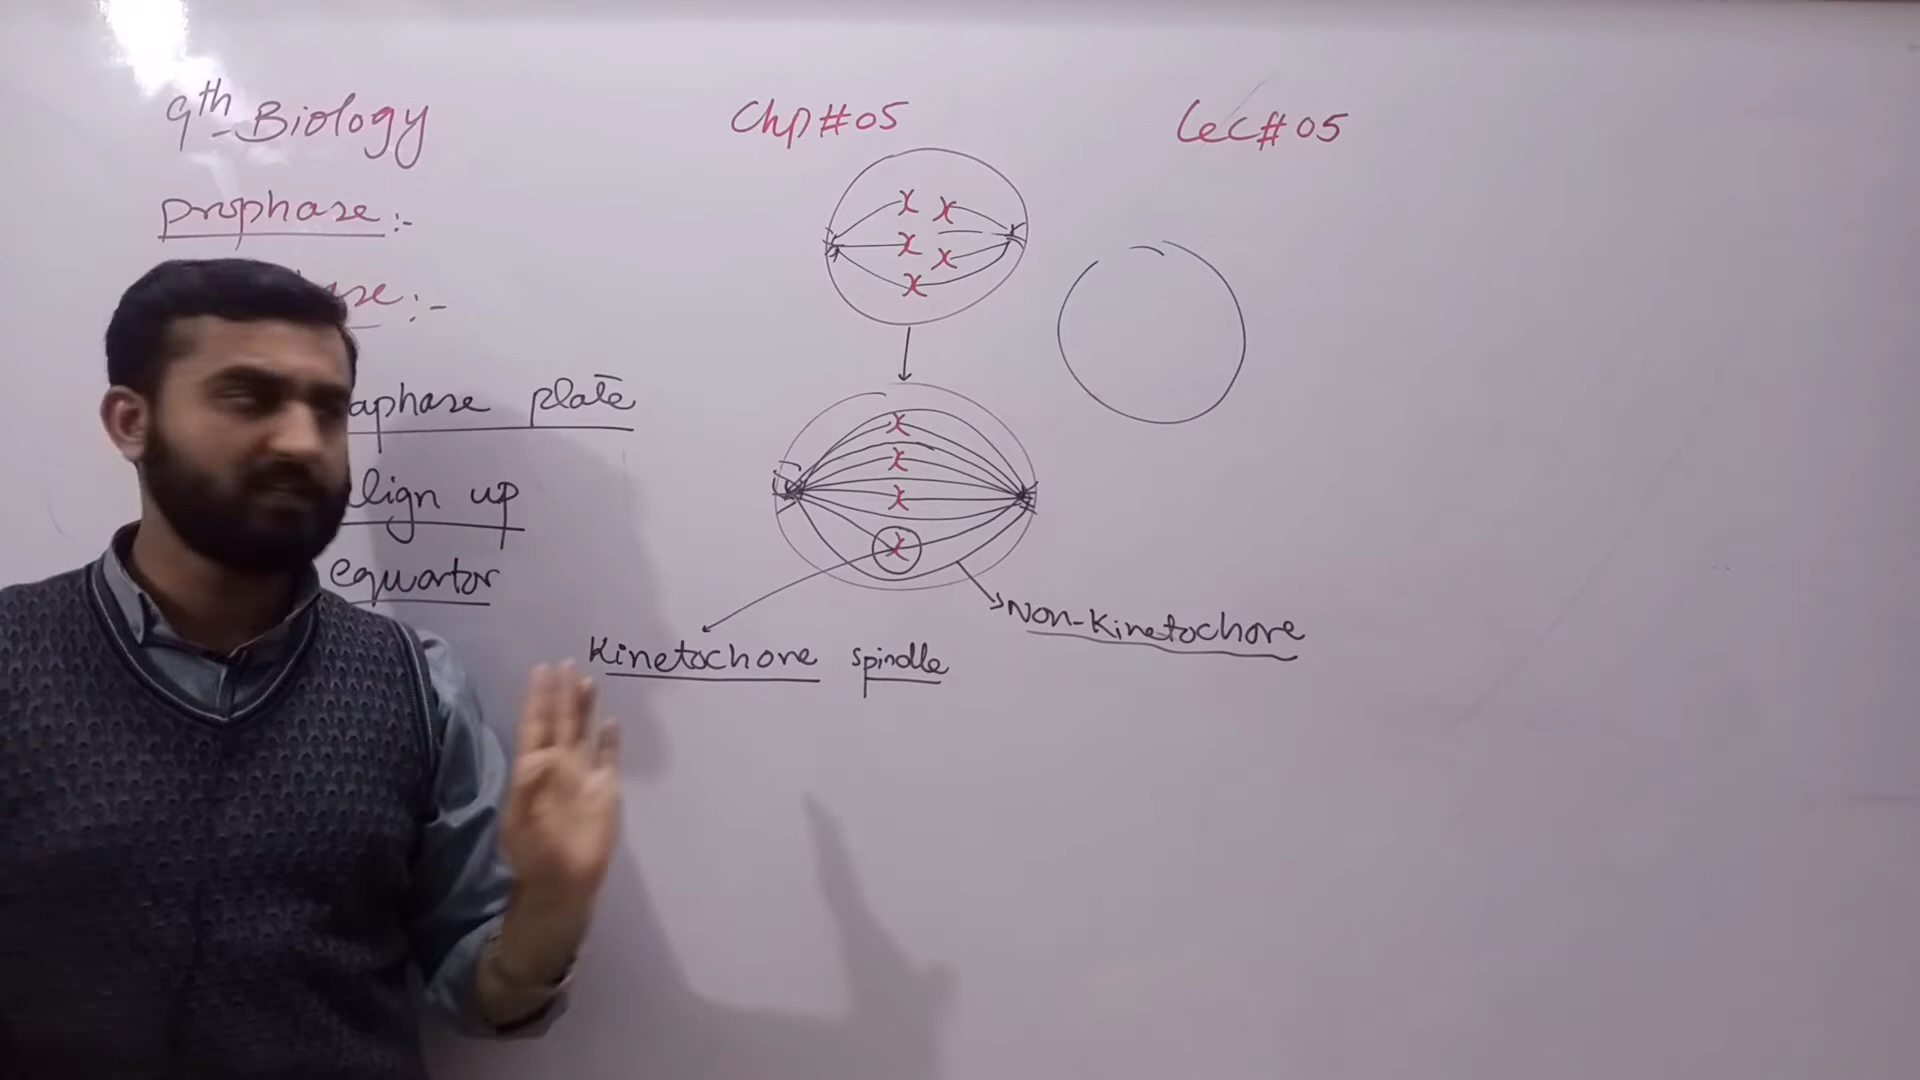 9th-Biology
Chp#05
Lec#05
Prophase:-
aphase plate
lign up
equator
Kinetochore spindle
Non-Kinetochore